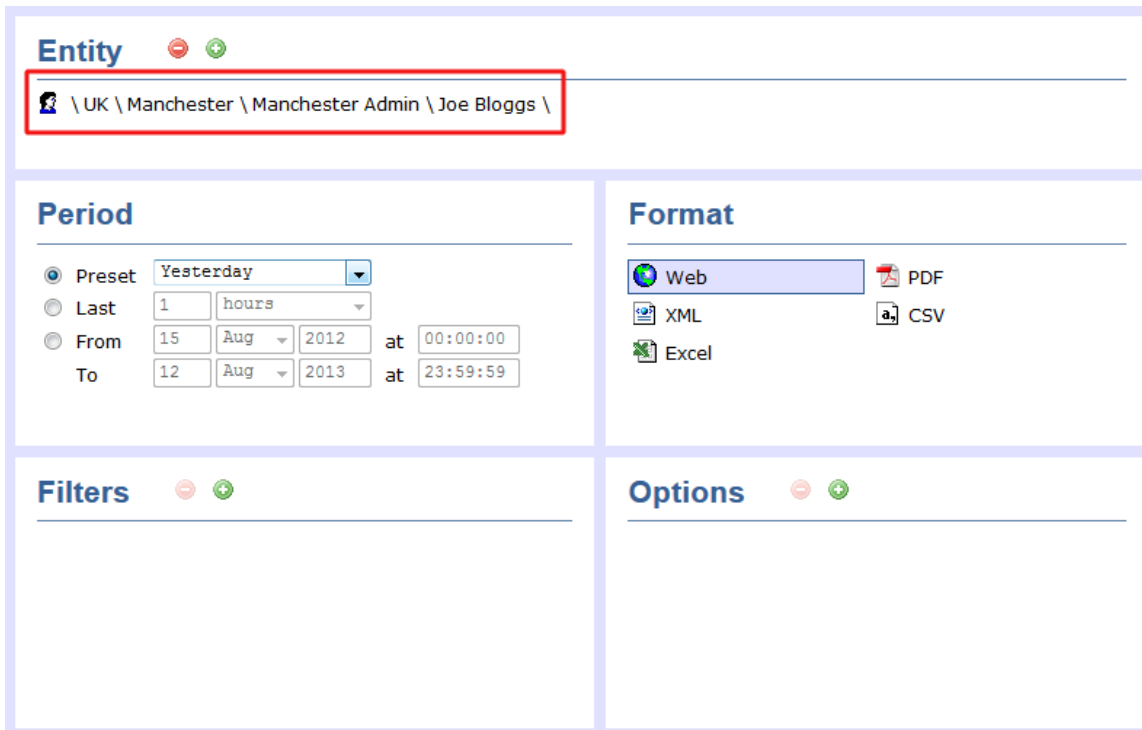 Entity
\ UK \ Manchester \ Manchester Admin \ Joe Bloggs \
Period
Preset Yesterday
Last 1 hours
From 15 Aug 2012 at 00:00:00
To 12 Aug 2013 at 23:59:59
Format
Web PDF
XML CSV
Excel
Filters
Options